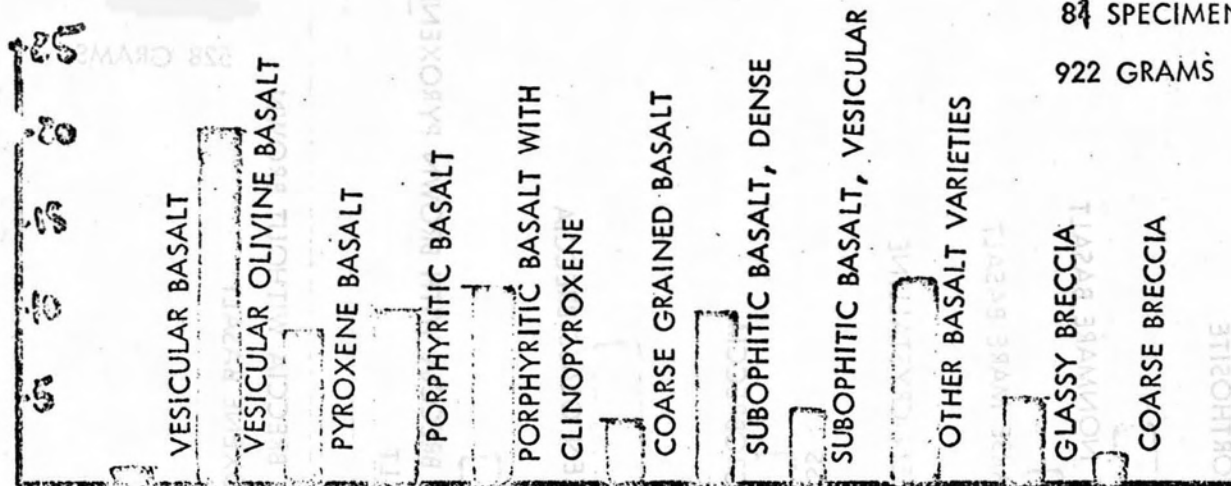 84 SPECIMEN
922 GRAMS
25
20
15
10
5
VESICULAR BASALT
VESICULAR OLIVINE BASALT
PYROXENE BASALT
PORPHYRITIC BASALT
PORPHYRITIC BASALT WITH
CLINOPYROXENE
COARSE GRAINED BASALT
SUBOPHITIC BASALT, DENSE
SUBOPHITIC BASALT, VESICULAR
OTHER BASALT VARIETIES
GLASSY BRECCIA
COARSE BRECCIA